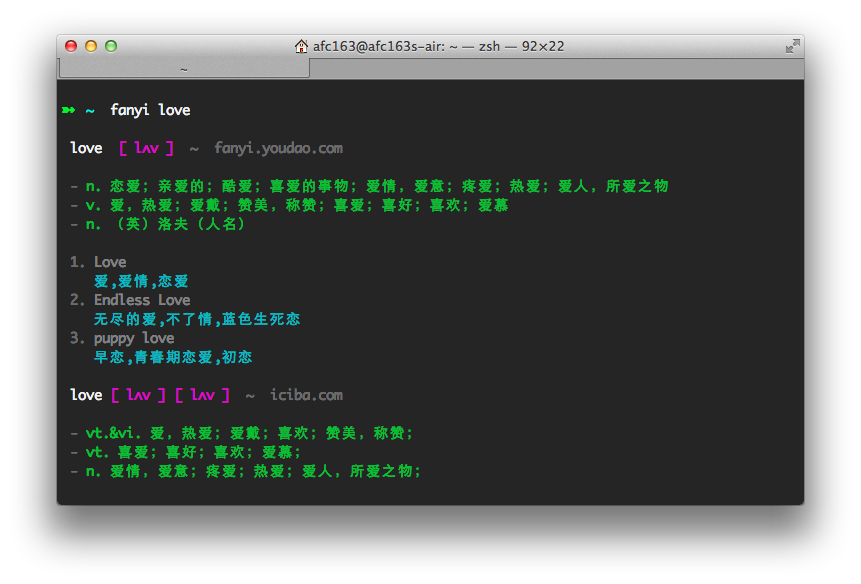 afc163@afc163s-air: ~ — zsh — 92×22
~
➽ ~ fanyi love
love [ lʌv ] ~ fanyi.youdao.com
- n. 恋爱; 亲爱的; 酷爱; 喜爱的事物; 爱情, 爱意; 疼爱; 热爱; 爱人, 所爱之物
- v. 爱, 热爱; 爱戴; 赞美, 称赞; 喜爱; 喜好; 喜欢; 爱慕
- n. （英）洛夫（人名）
1. Love
爱,爱情,恋爱
2. Endless Love
无尽的爱,不了情,蓝色生死恋
3. puppy love
早恋,青春期恋爱,初恋
love [ lʌv ] [ lʌv ] ~ iciba.com
- vt.&vi. 爱, 热爱; 爱戴; 喜欢; 赞美, 称赞;
- vt. 喜爱; 喜好; 喜欢; 爱慕;
- n. 爱情, 爱意; 疼爱; 热爱; 爱人, 所爱之物;